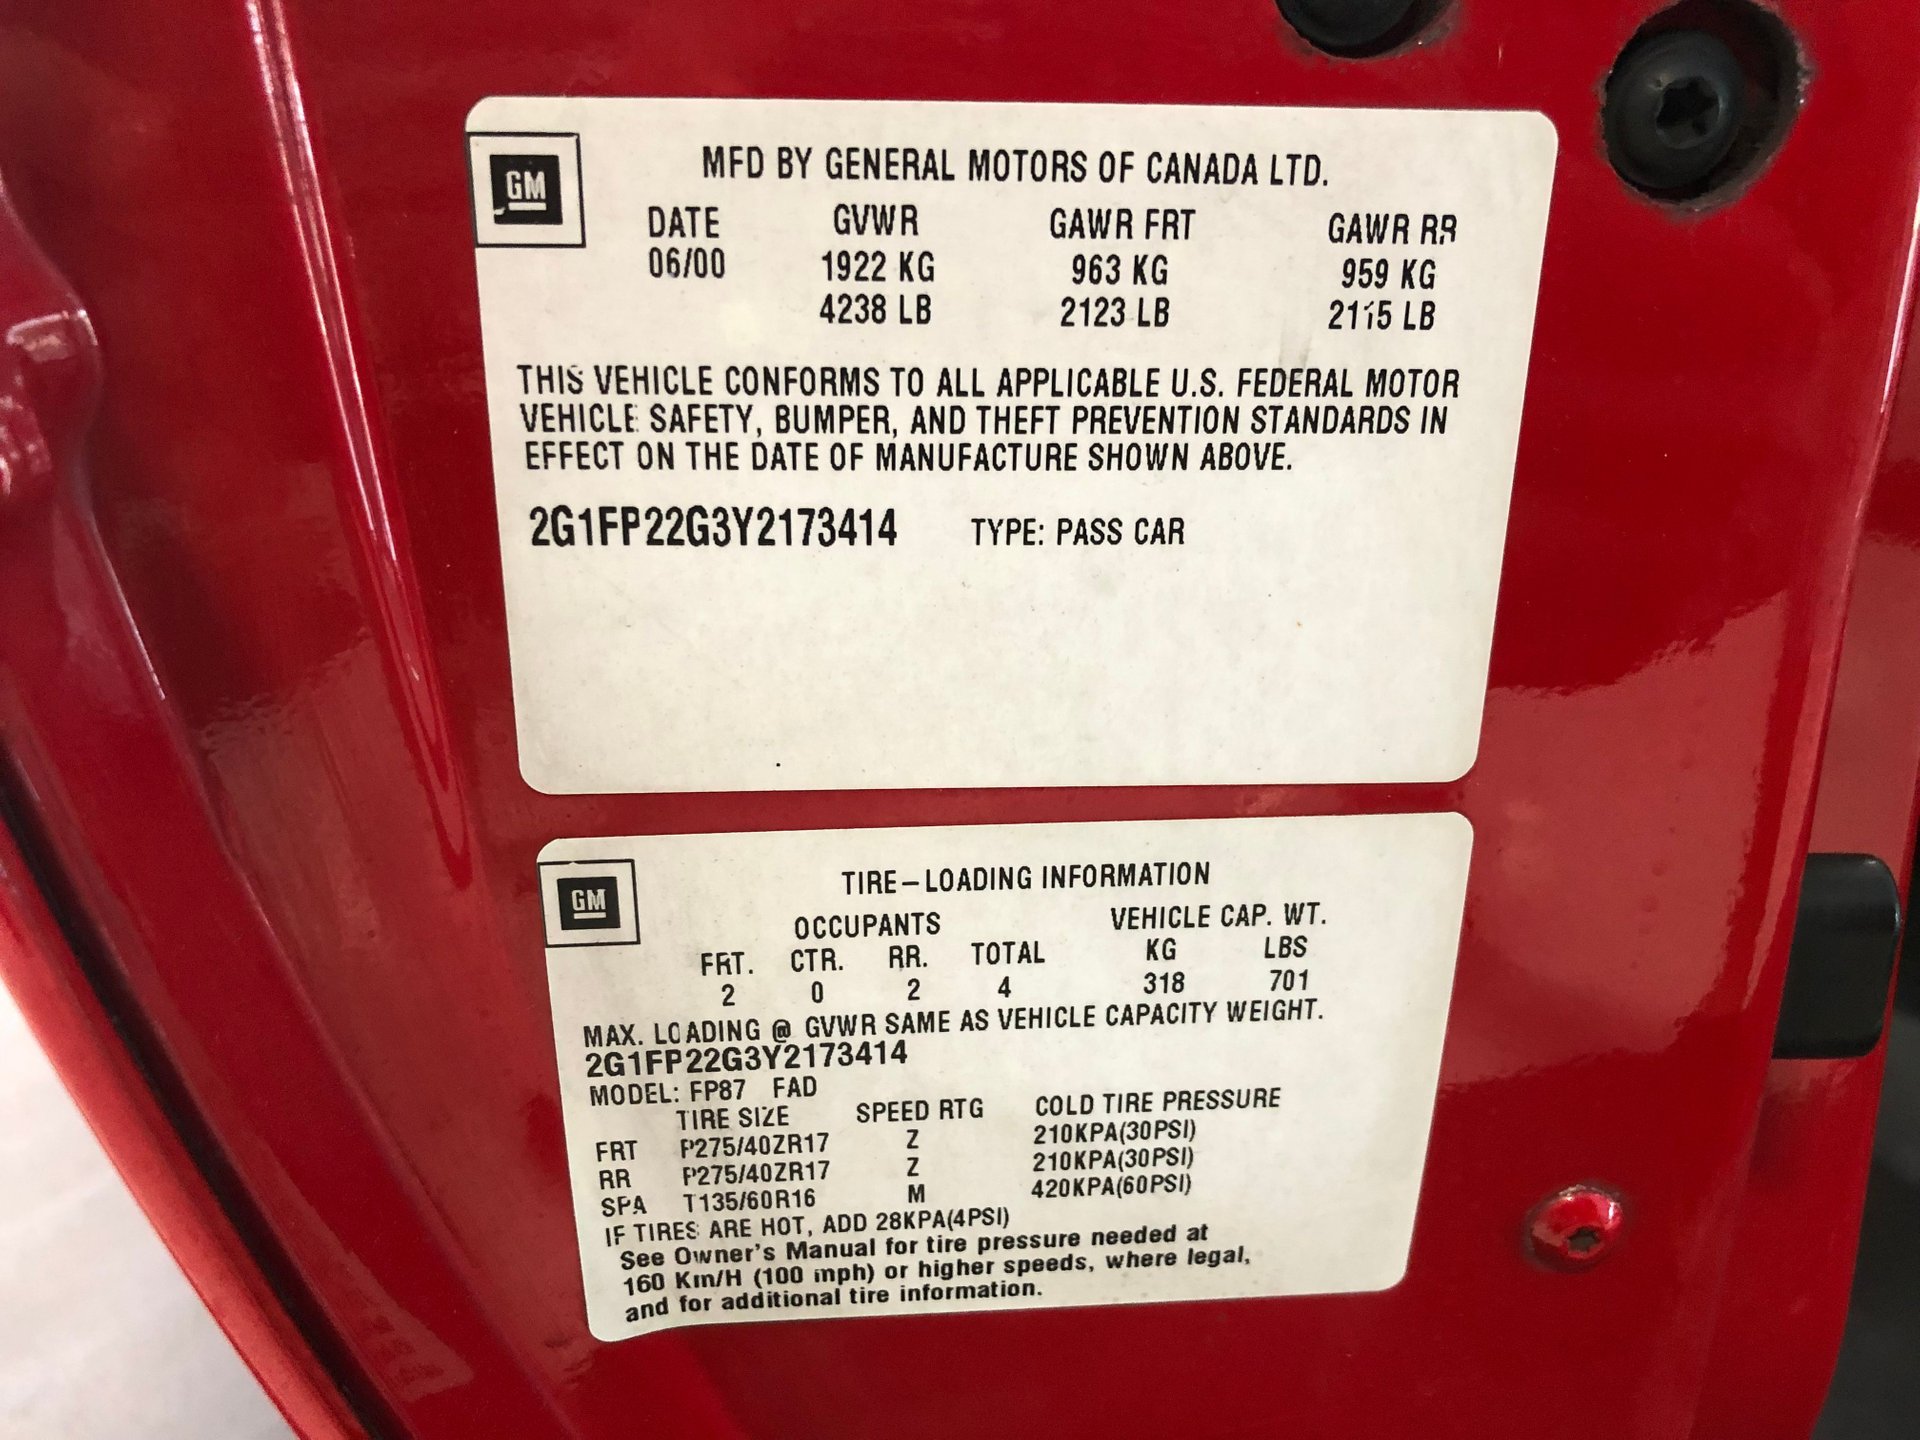 GM
MFD BY GENERAL MOTORS OF CANADA LTD.
DATE GVWR GAWR FRT GAWR RR
06/00 1922 KG 963 KG 959 KG
4238 LB 2123 LB 2115 LB
THIS VEHICLE CONFORMS TO ALL APPLICABLE U.S. FEDERAL MOTOR
VEHICLE SAFETY, BUMPER, AND THEFT PREVENTION STANDARDS IN
EFFECT ON THE DATE OF MANUFACTURE SHOWN ABOVE.
2G1FP22G3Y2173414 TYPE: PASS CAR
GM
TIRE-LOADING INFORMATION
OCCUPANTS VEHICLE CAP. WT.
FRT. CTR. RR. TOTAL KG LBS
2 0 2 4 318 701
MAX. LOADING @ GVWR SAME AS VEHICLE CAPACITY WEIGHT.
2G1FP22G3Y2173414
MODEL: FP87 FAD
TIRE SIZE SPEED RTG COLD TIRE PRESSURE
FRT P275/40ZR17 Z 210KPA(30PSI)
RR P275/40ZR17 Z 210KPA(30PSI)
SPA T135/60R16 M 420KPA(60PSI)
IF TIRES ARE HOT, ADD 28KPA(4PSI)
See Owner's Manual for tire pressure needed at
160 Km/H (100 mph) or higher speeds, where legal,
and for additional tire information.